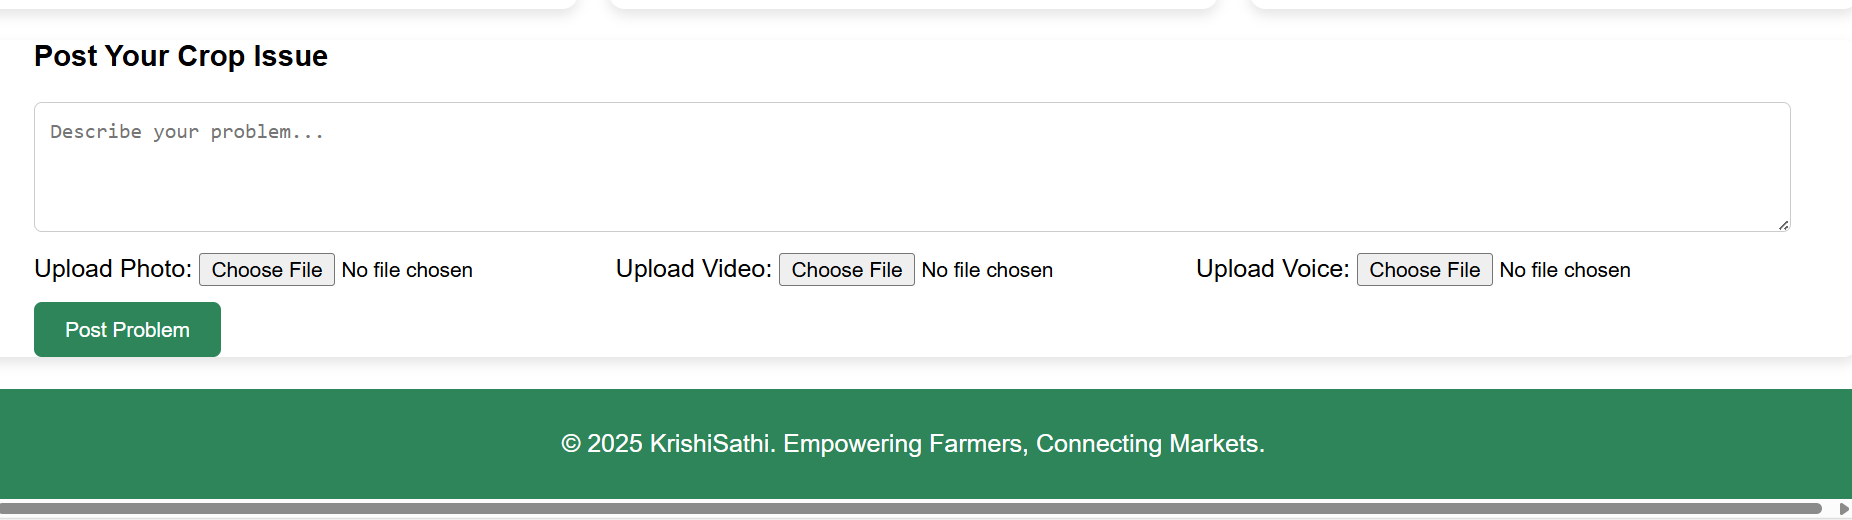 Post Your Crop Issue
Describe your problem...
Upload Photo: Choose File No file chosen Upload Video: Choose File No file chosen Upload Voice: Choose File No file chosen
Post Problem
© 2025 KrishiSathi. Empowering Farmers, Connecting Markets.